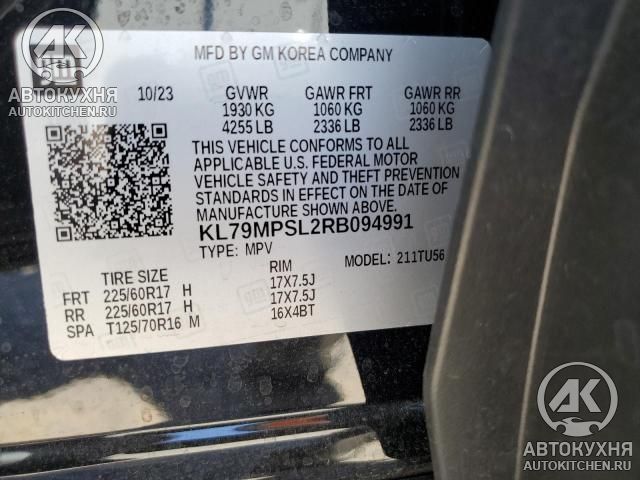 MFD BY GM KOREA COMPANY
10/23 GVWR GAWR FRT GAWR RR
1930 KG 1060 KG 1060 KG
4255 LB 2336 LB 2336 LB
THIS VEHICLE CONFORMS TO ALL
APPLICABLE U.S. FEDERAL MOTOR
VEHICLE SAFETY AND THEFT PREVENTION
STANDARDS IN EFFECT ON THE DATE OF
MANUFACTURE SHOWN ABOVE.
KL79MPSL2RB094991
TYPE: MPV MODEL: 211TU56
TIRE SIZE RIM
FRT 225/60R17 H 17X7.5J
RR 225/60R17 H 17X7.5J
SPA T125/70R16 M 16X4BT
АК
АВТОКУХНЯ
AUTOKITCHEN.RU
АК
АВТОКУХНЯ
AUTOKITCHEN.RU